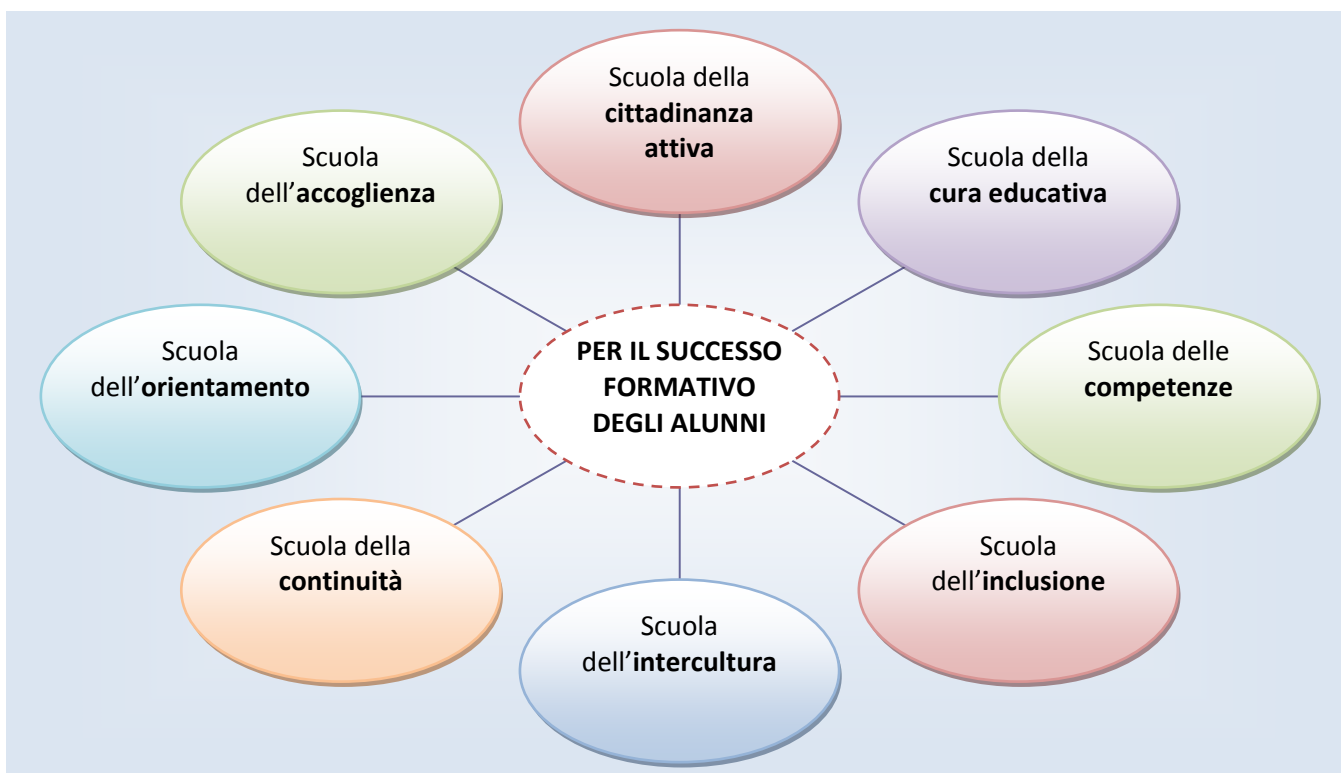 Scuola della
cittadinanza
attiva
Scuola
dell’accoglienza
Scuola della
cura educativa
Scuola
dell’orientamento
PER IL SUCCESSO
FORMATIVO
DEGLI ALUNNI
Scuola delle
competenze
Scuola della
continuità
Scuola
dell’inclusione
Scuola
dell’intercultura